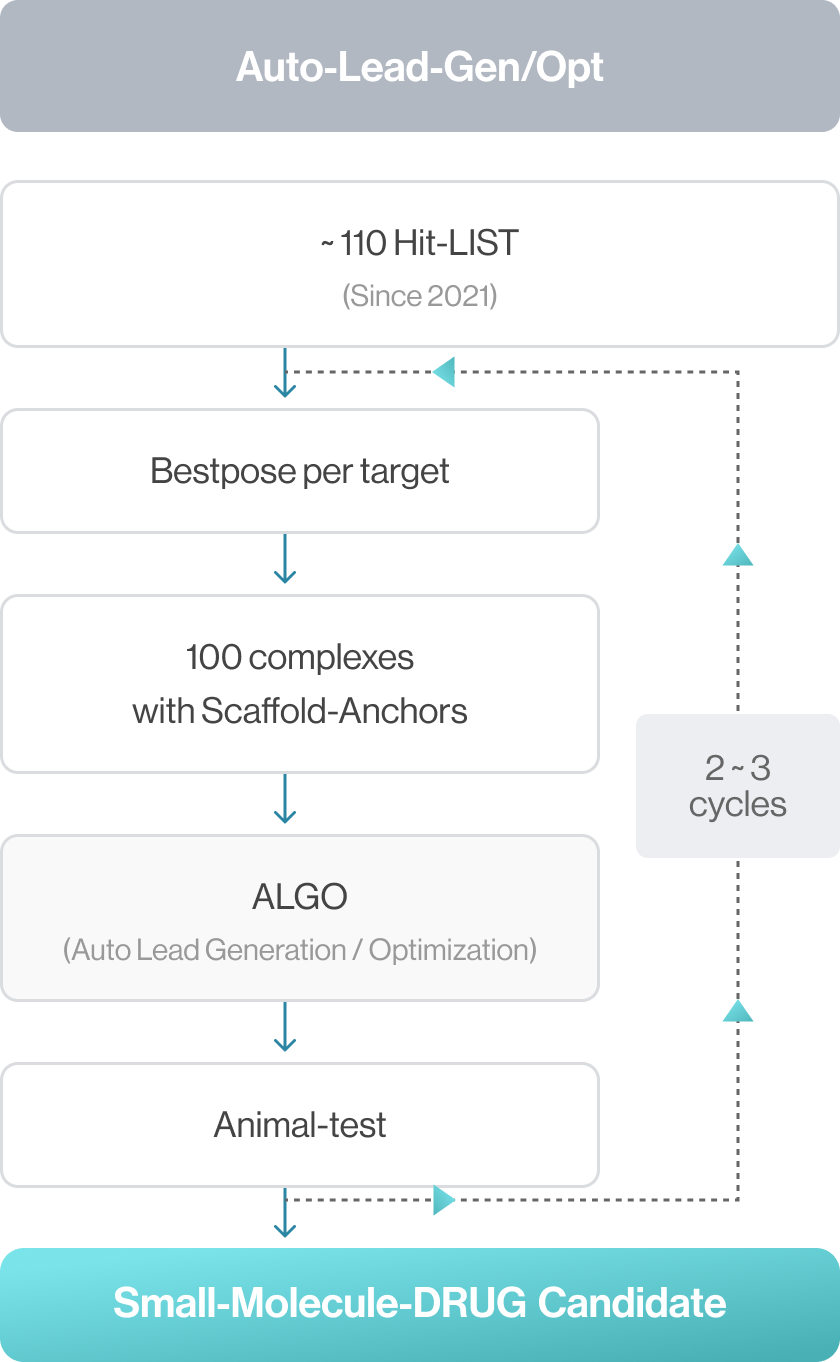 Auto-Lead-Gen/Opt
~ 110 Hit-LIST
(Since 2021)
Bestpose per target
100 complexes
with Scaffold-Anchors
2 ~ 3
cycles
ALGO
(Auto Lead Generation / Optimization)
Animal-test
Small-Molecule-DRUG Candidate